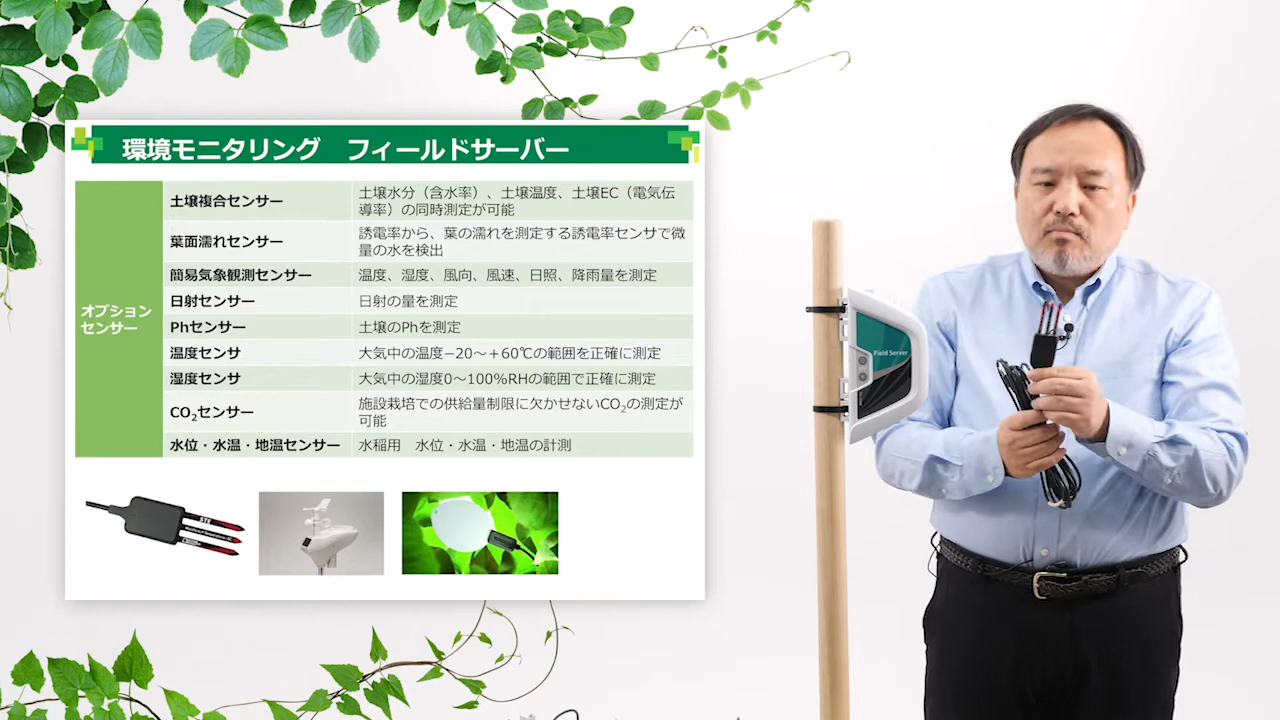 環境モニタリング　フィールドサーバー
オプション
センサー
土壌複合センサー
土壌水分（含水率）、土壌温度、土壌EC（電気伝
導率）の同時測定が可能
葉面濡れセンサー
誘電率から、葉の濡れを測定する誘電率センサで微
量の水を検出
簡易気象観測センサー
温度、湿度、風向、風速、日照、降雨量を測定
日射センサー
日射の量を測定
Phセンサー
土壌のPhを測定
温度センサ
大気中の温度－20～＋60℃の範囲を正確に測定
湿度センサ
大気中の湿度0～100%RHの範囲で正確に測定
CO₂センサー
施設栽培での供給量制限に欠かせないCO₂の測定が
可能
水位・水温・地温センサー
水稲用　水位・水温・地温の計測
5TE
Field Server